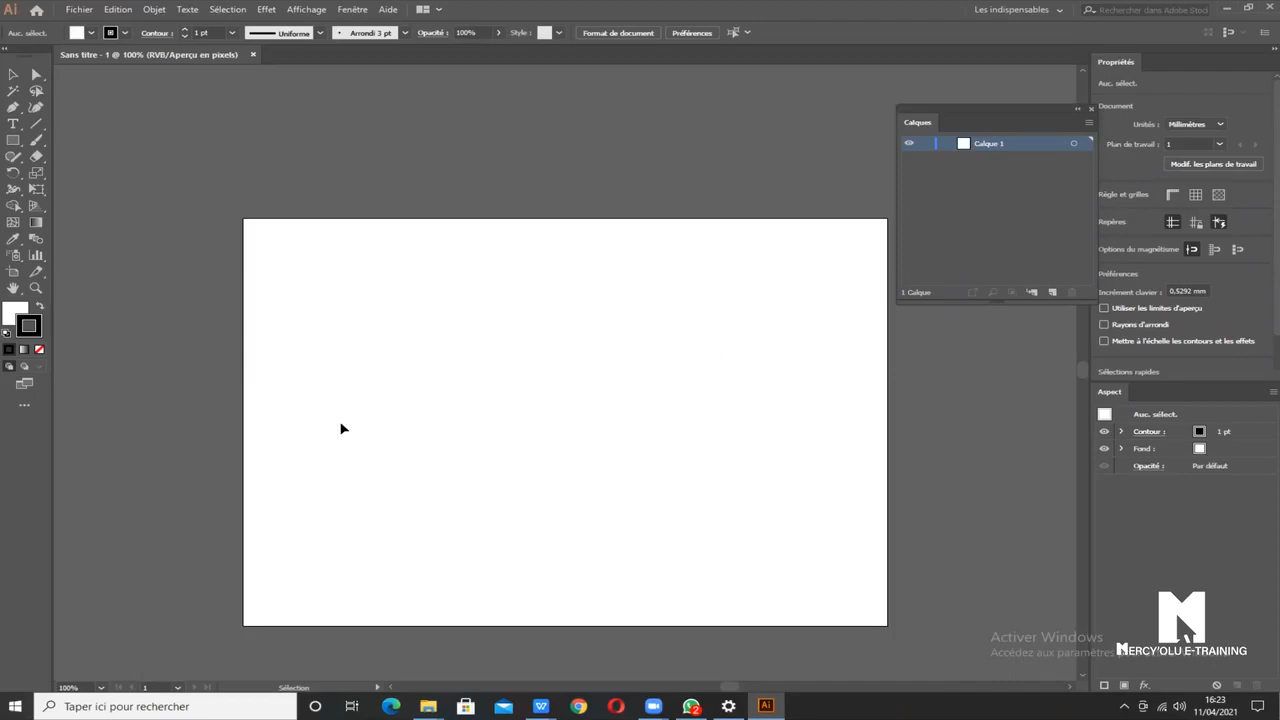 Ai Fichier Edition Objet Texte Sélection Effet Affichage Fenêtre Aide Les indispensables Rechercher dans Adobe Stock
Auc. sélect. Contour : 1 pt Uniforme Arrondi 3 pt Opacité : 100% Style : Format de document Préférences
Sans titre - 1 @ 100% (RVB/Aperçu en pixels)
Propriétés
Auc. sélect.
Document
Unités : Millimètres
Plan de travail : 1
Modif. les plans de travail
Règle et grilles
Repères
Options du magnétisme
Préférences
Incrément clavier : 0,5292 mm
Utiliser les limites d'aperçu
Rayons d'arrondi
Mettre à l'échelle les contours et les effets
Sélections rapides
Calques
Calque 1
1 Calque
Aspect
Auc. sélect.
Contour : 1 pt
Fond :
Opacité : Par défaut
Activer Windows
Accédez aux paramètres
MERCY'OLU E-TRAINING
100% 1 Sélection
Taper ici pour rechercher
2
Ai
16:23
11/04/2021